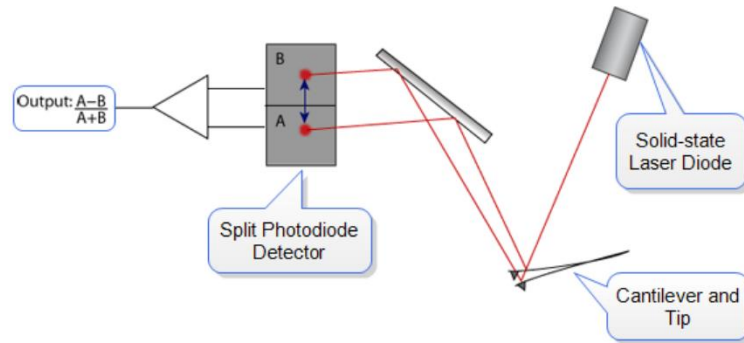 B
A
Output: A−B
A+B
Solid-state
Laser Diode
Split Photodiode
Detector
Cantilever and
Tip